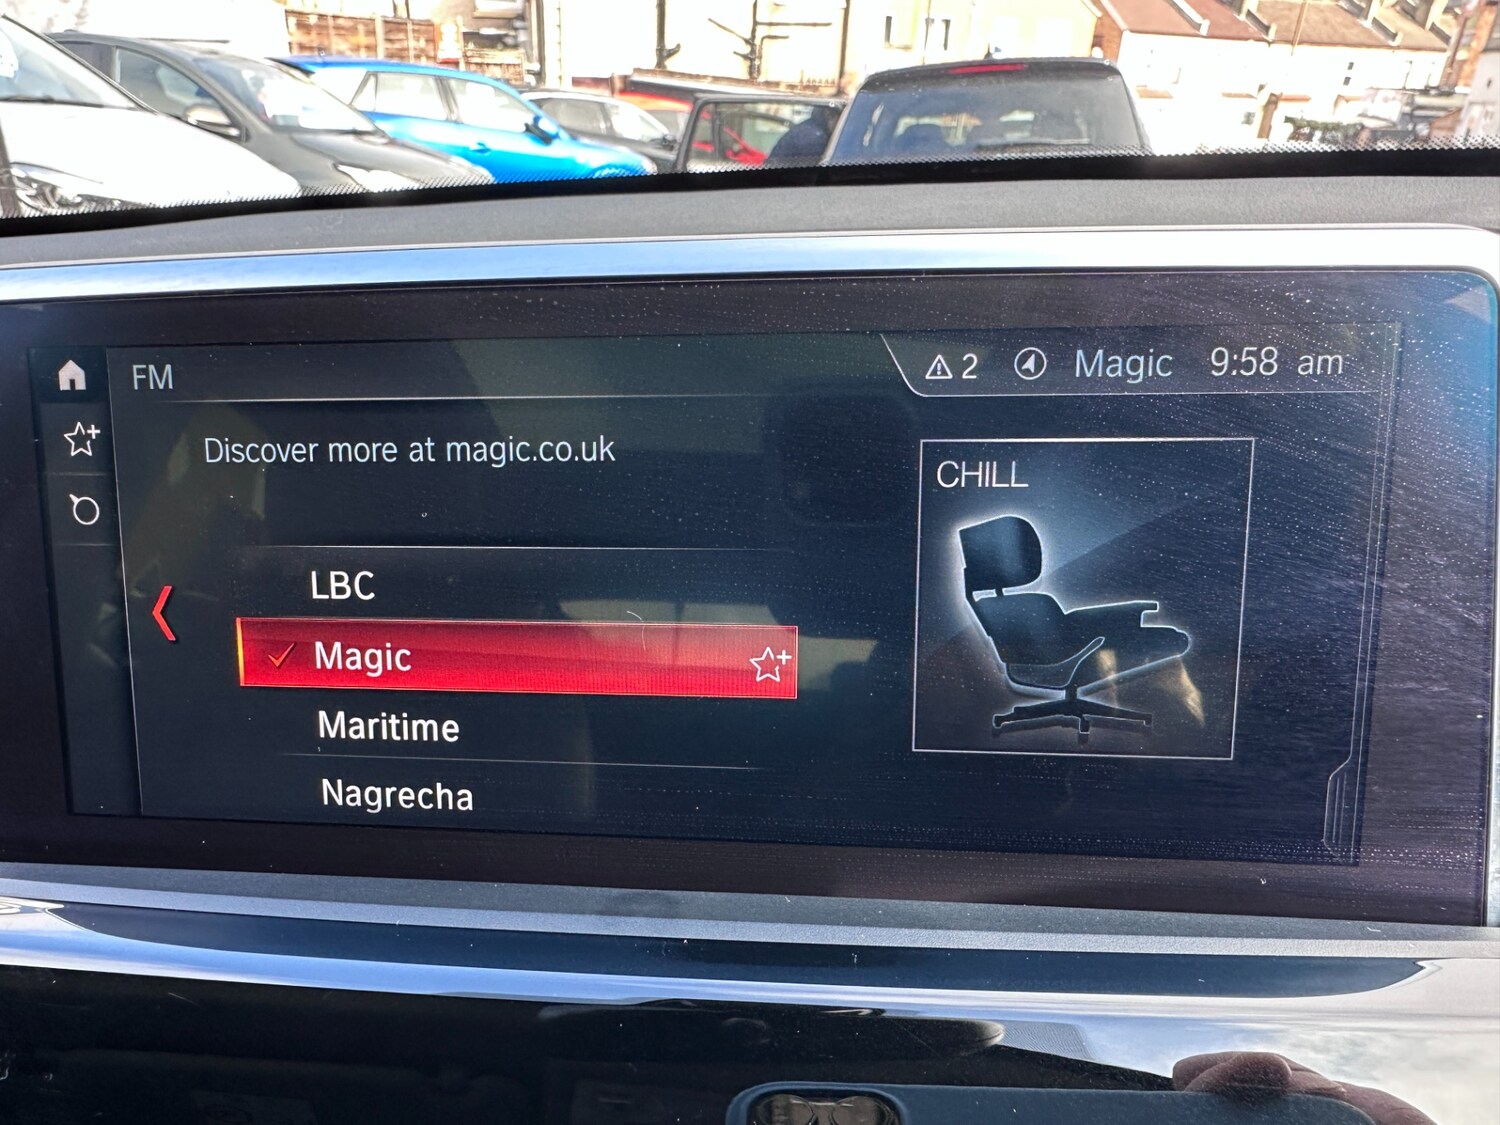 FM
2
Magic
9:58 am
Discover more at magic.co.uk
CHILL
LBC
Magic
Maritime
Nagrecha